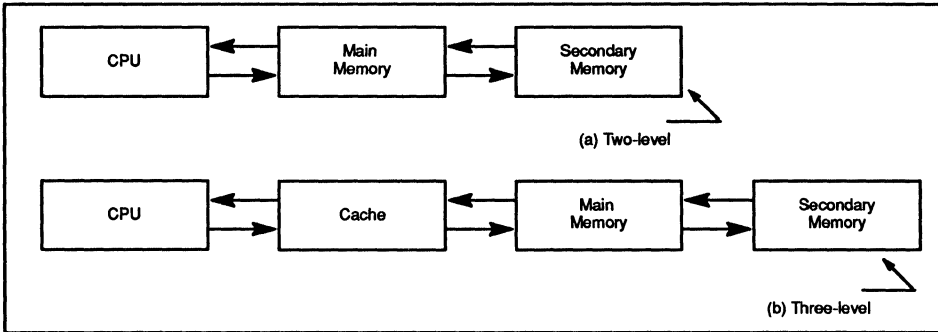 CPU
Main
Memory
Secondary
Memory
(a) Two-level
CPU
Cache
Main
Memory
Secondary
Memory
(b) Three-level